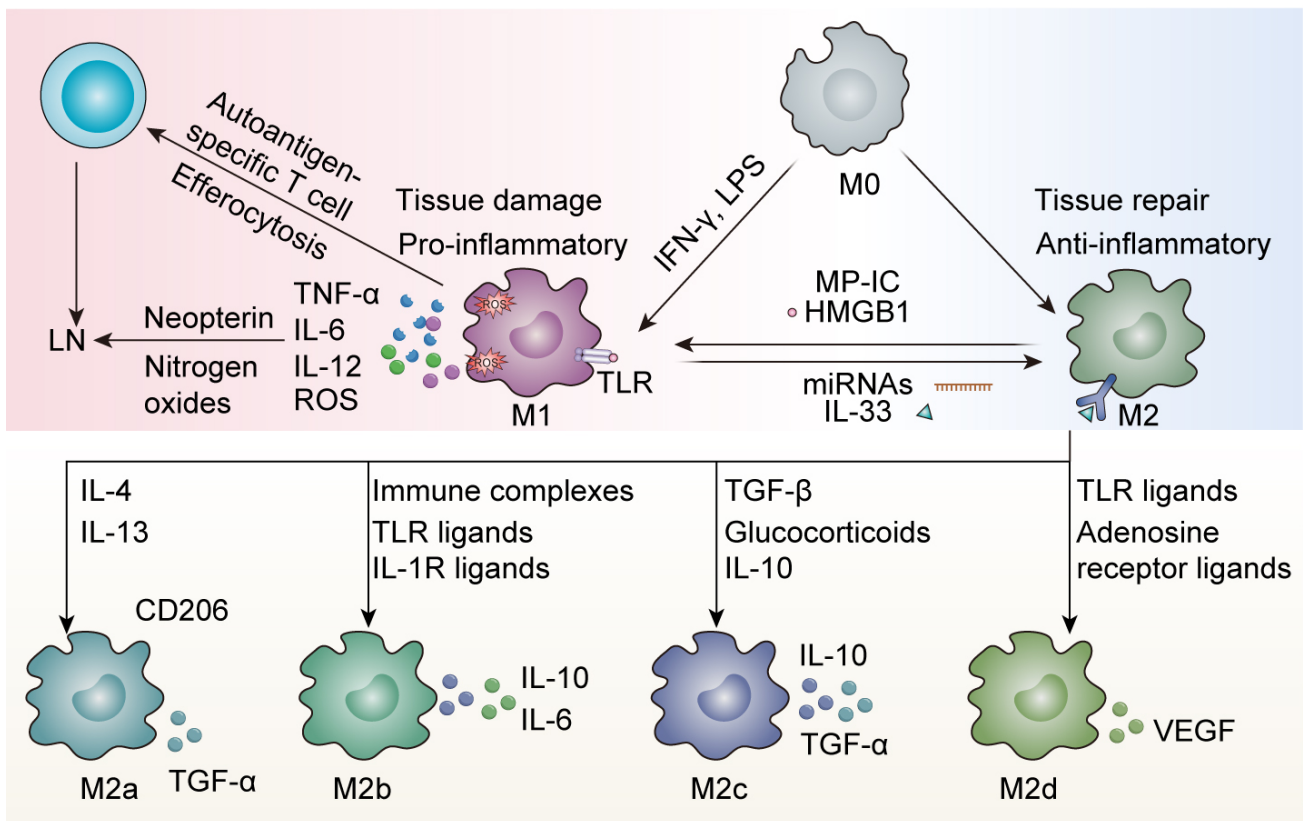 Autoantigen-
specific T cell
Efferocytosis
M0
IFN-γ, LPS
Tissue damage
Pro-inflammatory
Tissue repair
Anti-inflammatory
TNF-α
IL-6
IL-12
ROS
ROS
ROS
TLR
M1
LN
Neopterin
Nitrogen
oxides
MP-IC
HMGB1
miRNAs
IL-33
M2
IL-4
IL-13
CD206
TGF-α
M2a
Immune complexes
TLR ligands
IL-1R ligands
IL-10
IL-6
M2b
TGF-β
Glucocorticoids
IL-10
IL-10
TGF-α
M2c
TLR ligands
Adenosine
receptor ligands
VEGF
M2d